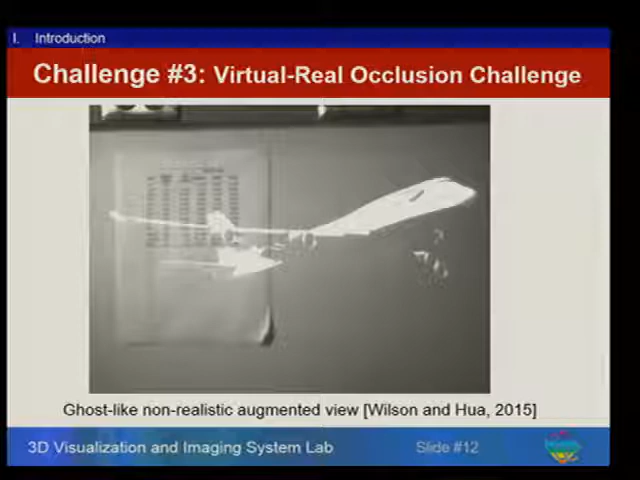 I. Introduction
Challenge #3: Virtual-Real Occlusion Challenge
Ghost-like non-realistic augmented view [Wilson and Hua, 2015]
3D Visualization and Imaging System Lab
Slide #12